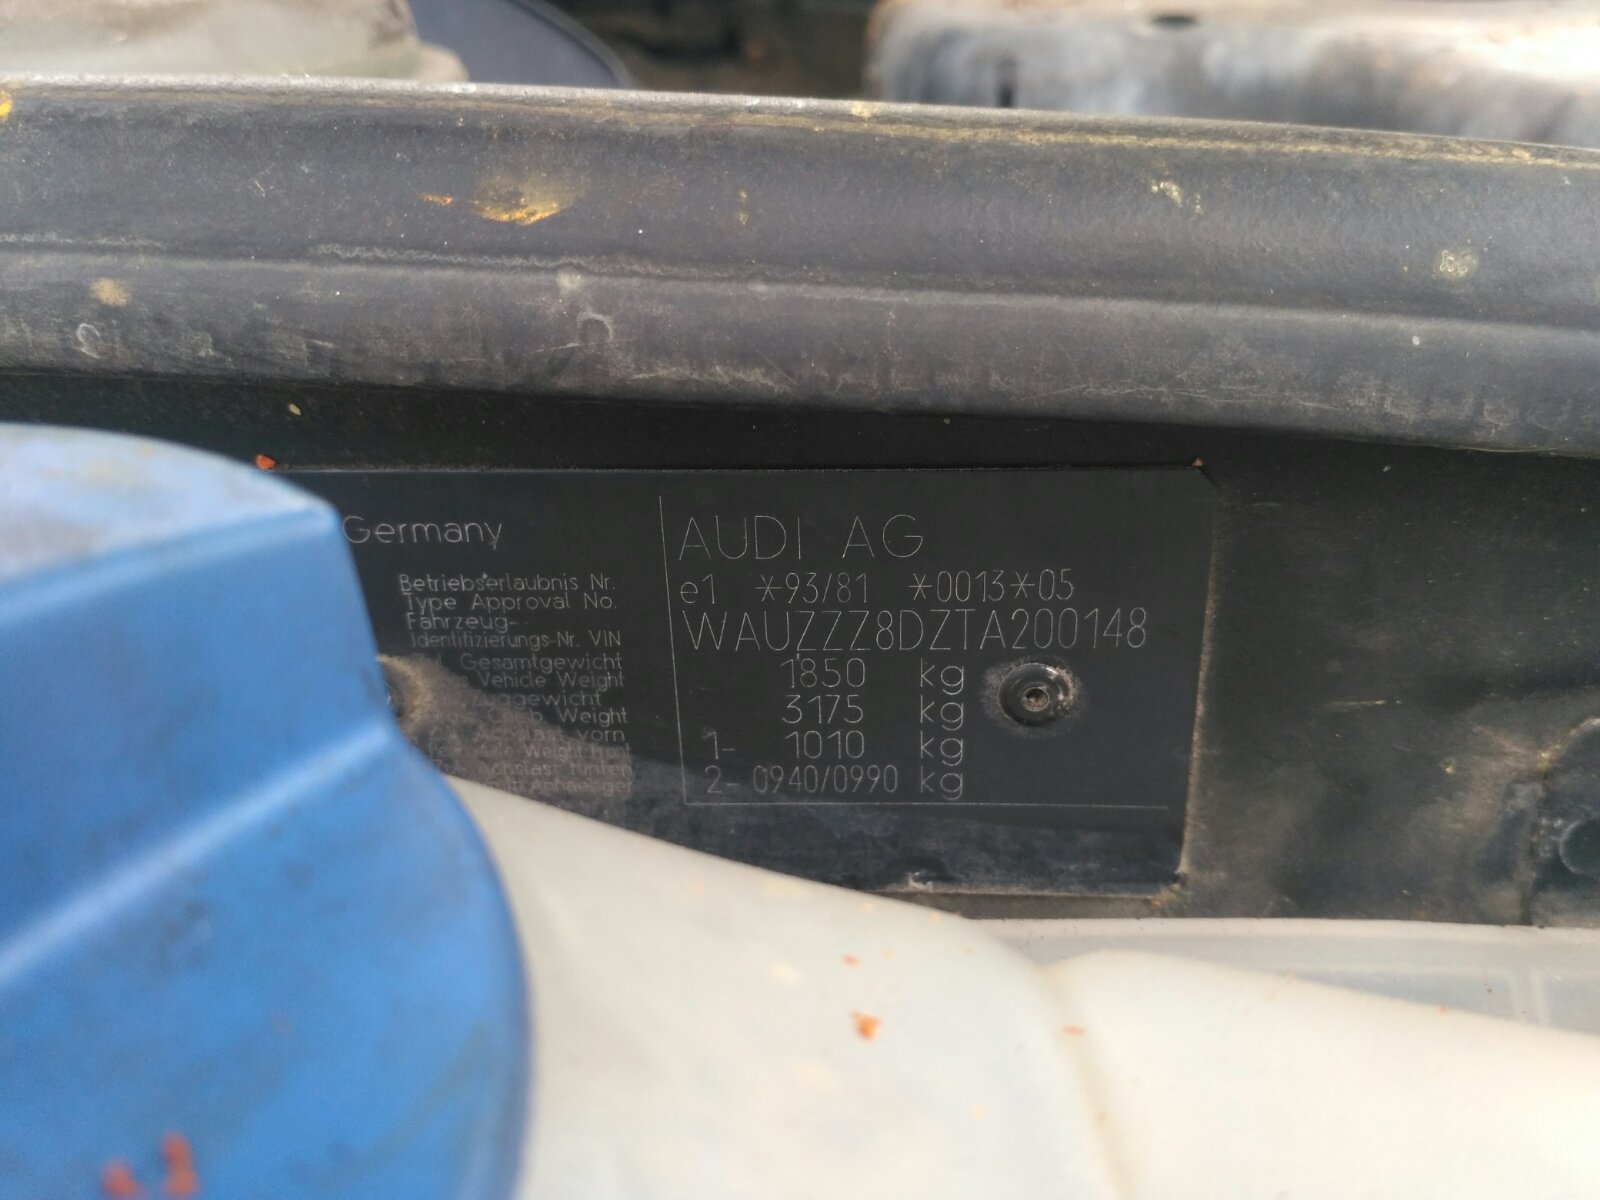 Germany
AUDI AG
Betriebserlaubnis Nr.
Type Approval No.
e1 *93/81 *0013*05
Fahrzeug-
Identifizierungs-Nr. VIN
WAUZZZ8DZTA200148
Gesamtgewicht
Vehicle Weight
1850 kg
Weight
3175 kg
vorn
1- 1010 kg
2- 0940/0990 kg